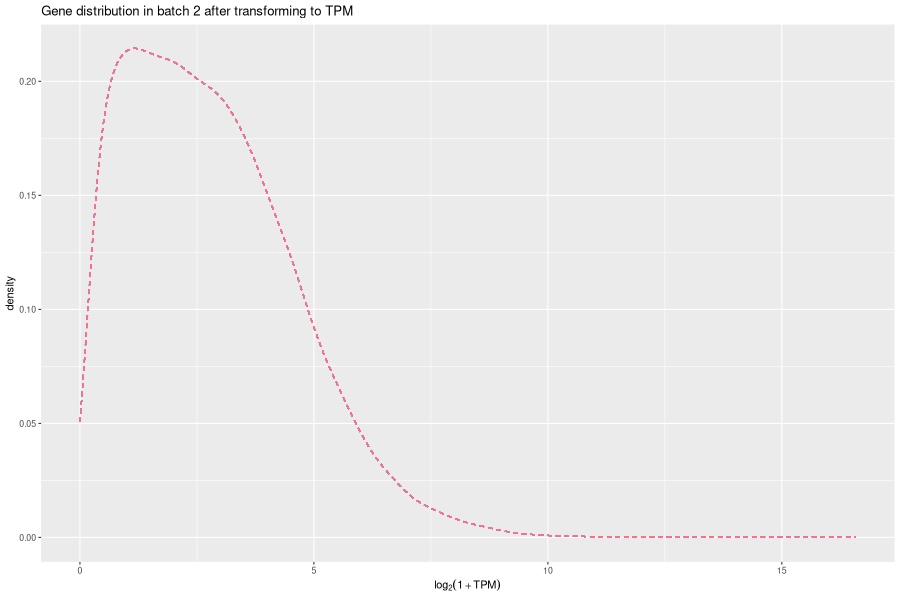 Gene distribution in batch 2 after transforming to TPM
0.20
0.15
0.10
0.05
0.00
density
0 5 10 15
log₂(1 + TPM)